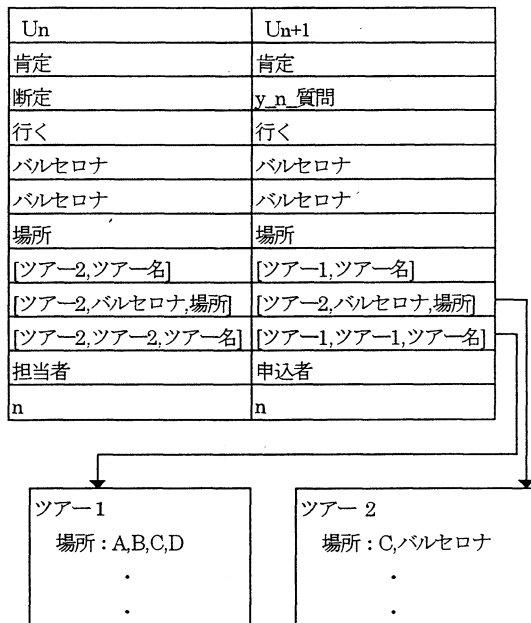 Un Un+1
肯定 肯定
断定 y_n_質問
行く 行く
バルセロナ バルセロナ
バルセロナ バルセロナ
場所 場所
[ツアー2,ツアー名] [ツアー1,ツアー名]
[ツアー2,バルセロナ,場所] [ツアー2,バルセロナ,場所]
[ツアー2,ツアー2,ツアー名] [ツアー1,ツアー1,ツアー名]
担当者 申込者
n n
ツアー1 ツアー 2
場所：A,B,C,D 場所：C,バルセロナ
・ ・
・ ・